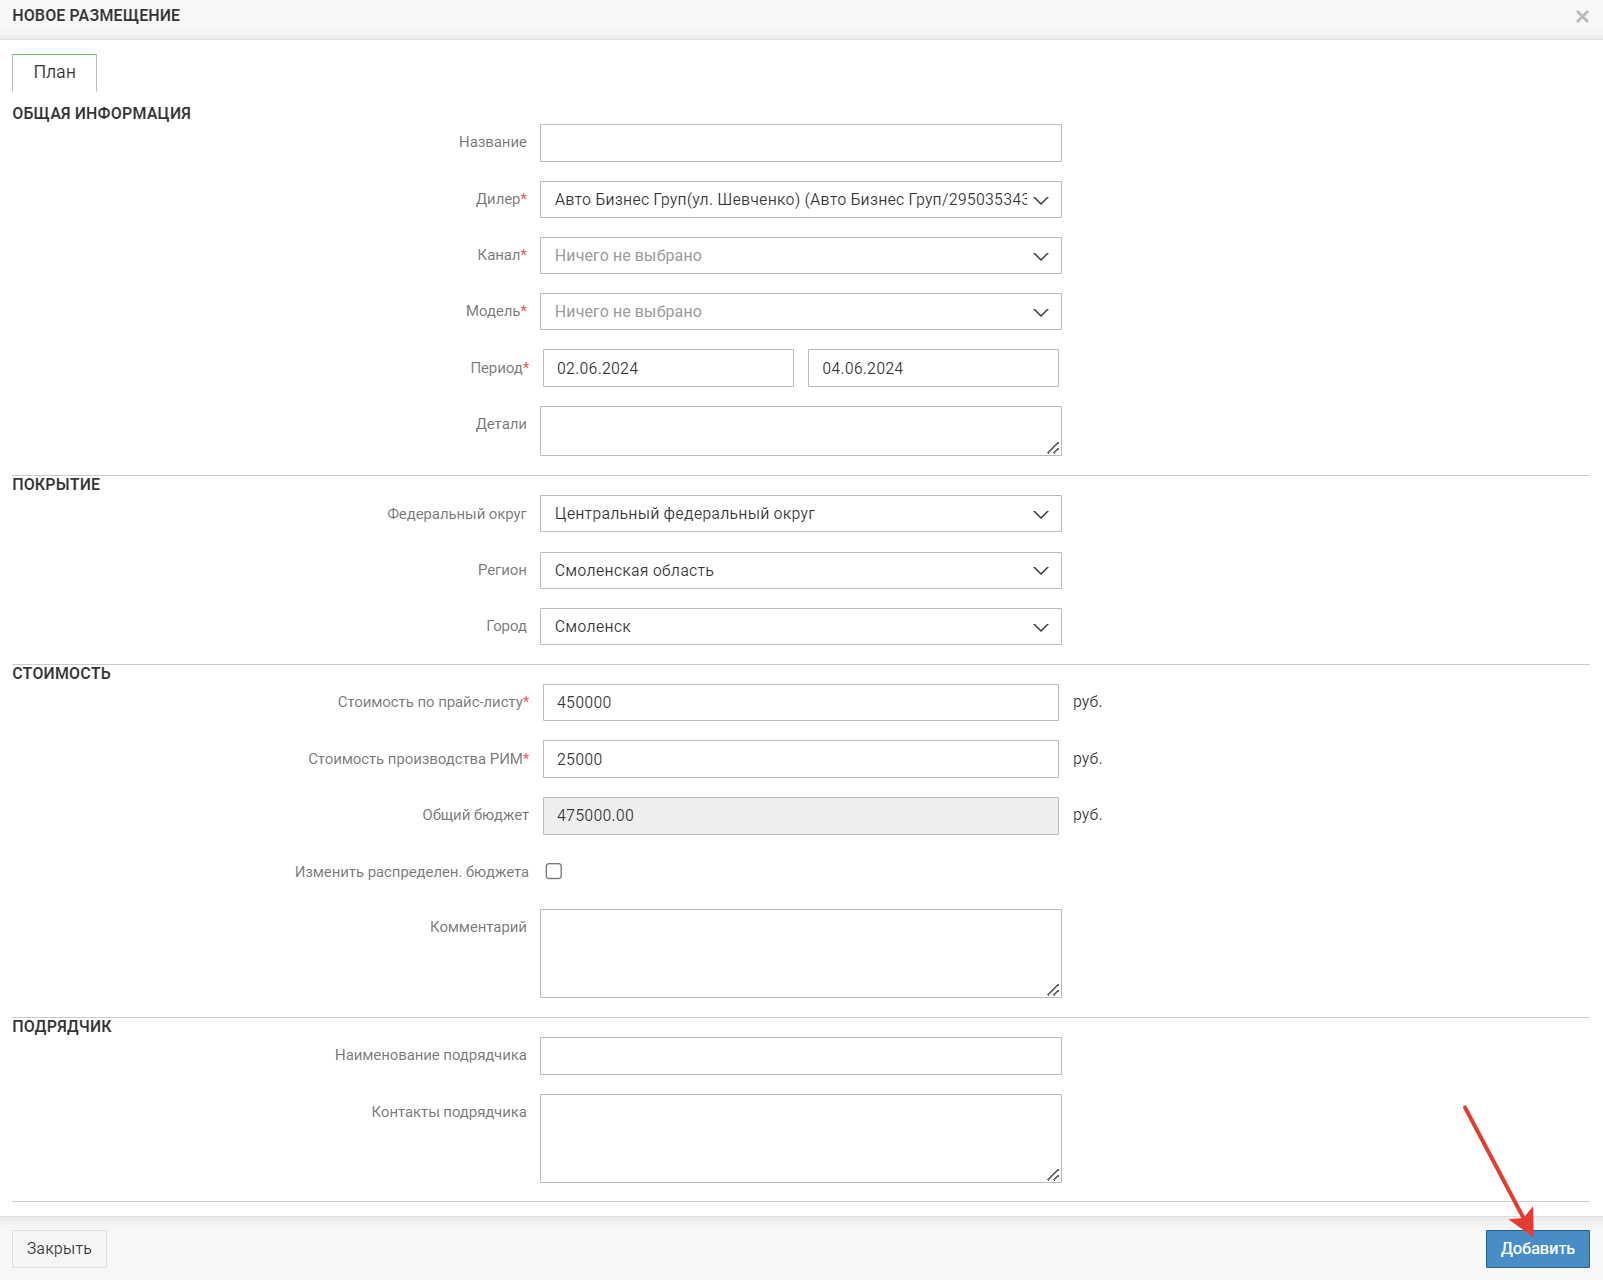 НОВОЕ РАЗМЕЩЕНИЕ
План
ОБЩАЯ ИНФОРМАЦИЯ
Название
Дилер* Авто Бизнес Груп(ул. Шевченко) (Авто Бизнес Груп/295035343
Канал* Ничего не выбрано
Модель* Ничего не выбрано
Период* 02.06.2024 04.06.2024
Детали
ПОКРЫТИЕ
Федеральный округ Центральный федеральный округ
Регион Смоленская область
Город Смоленск
СТОИМОСТЬ
Стоимость по прайс-листу* 450000 руб.
Стоимость производства РИМ* 25000 руб.
Общий бюджет 475000.00 руб.
Изменить распределен. бюджета
Комментарий
ПОДРЯДЧИК
Наименование подрядчика
Контакты подрядчика
Закрыть Добавить